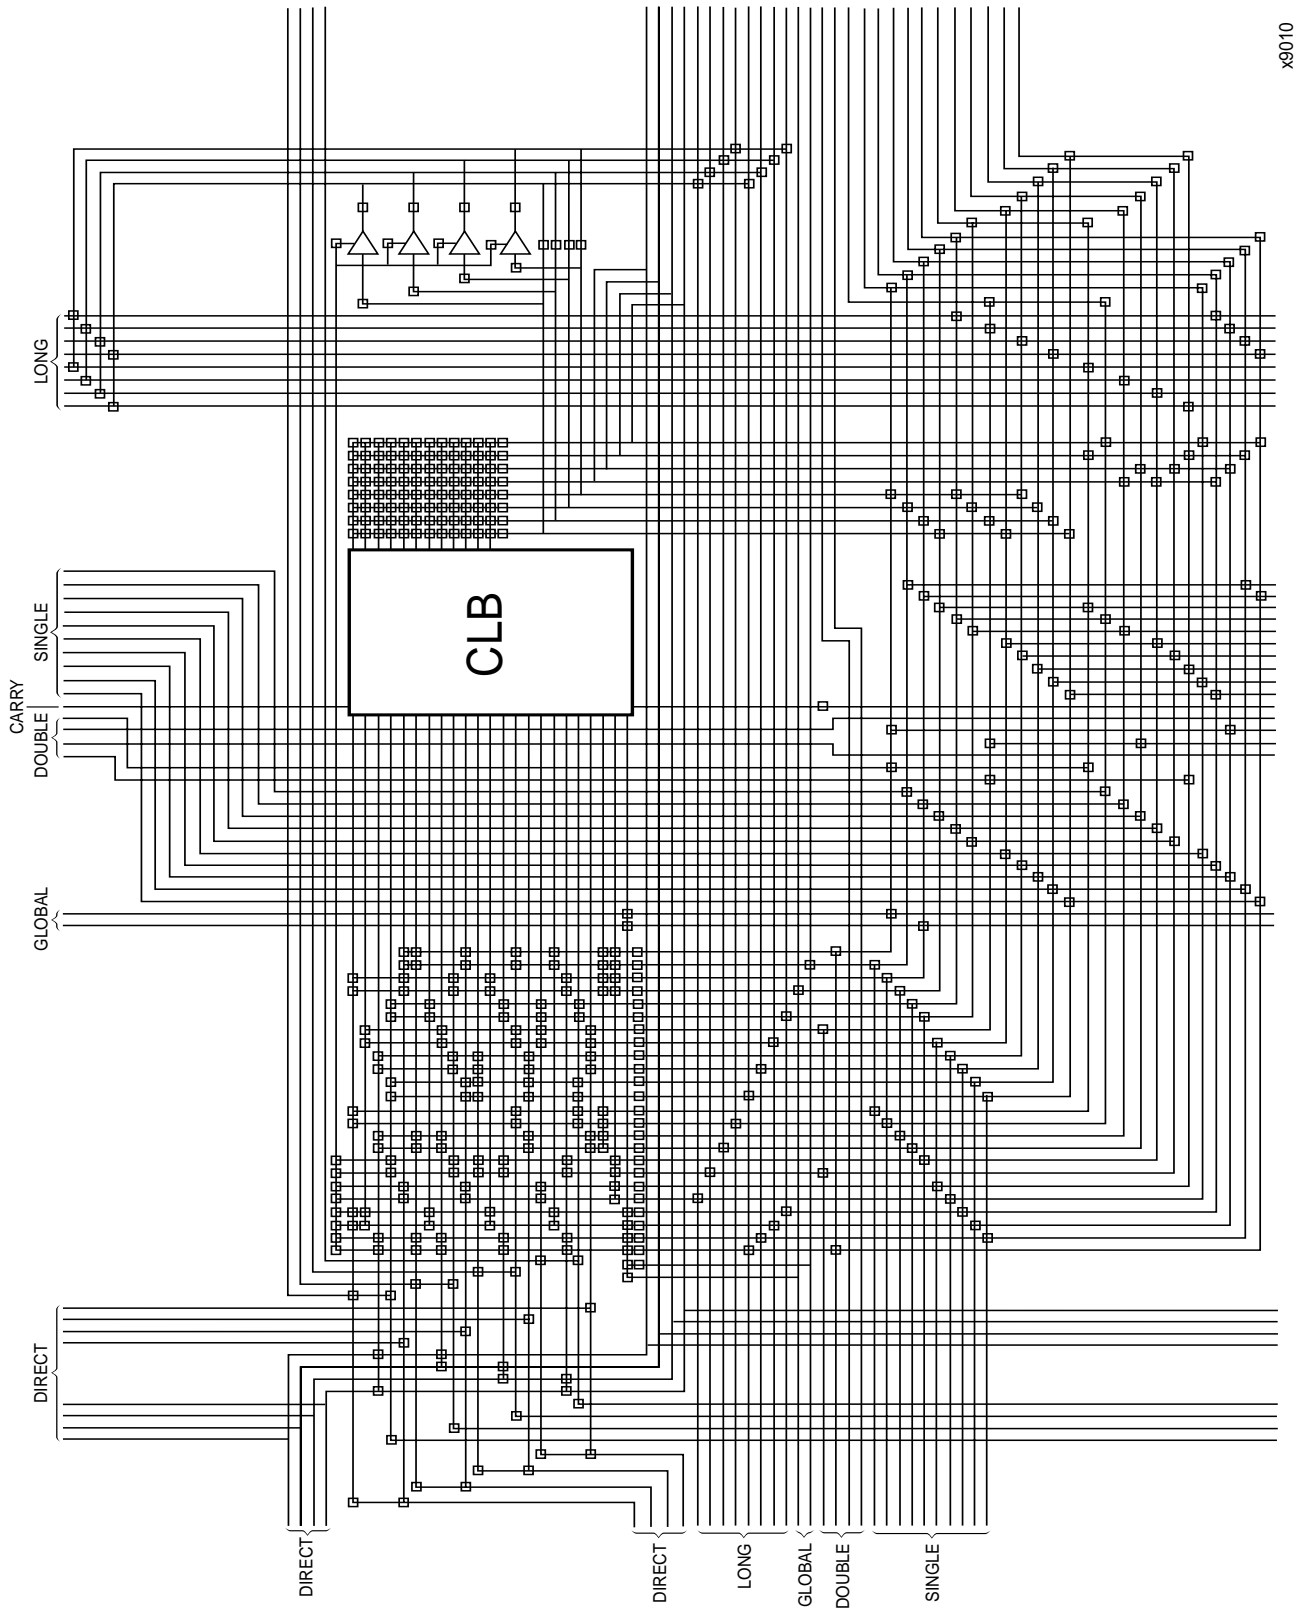 x9010
LONG
CLB
SINGLE
CARRY
DOUBLE
GLOBAL
DIRECT
DIRECT
DIRECT
LONG
GLOBAL
DOUBLE
SINGLE